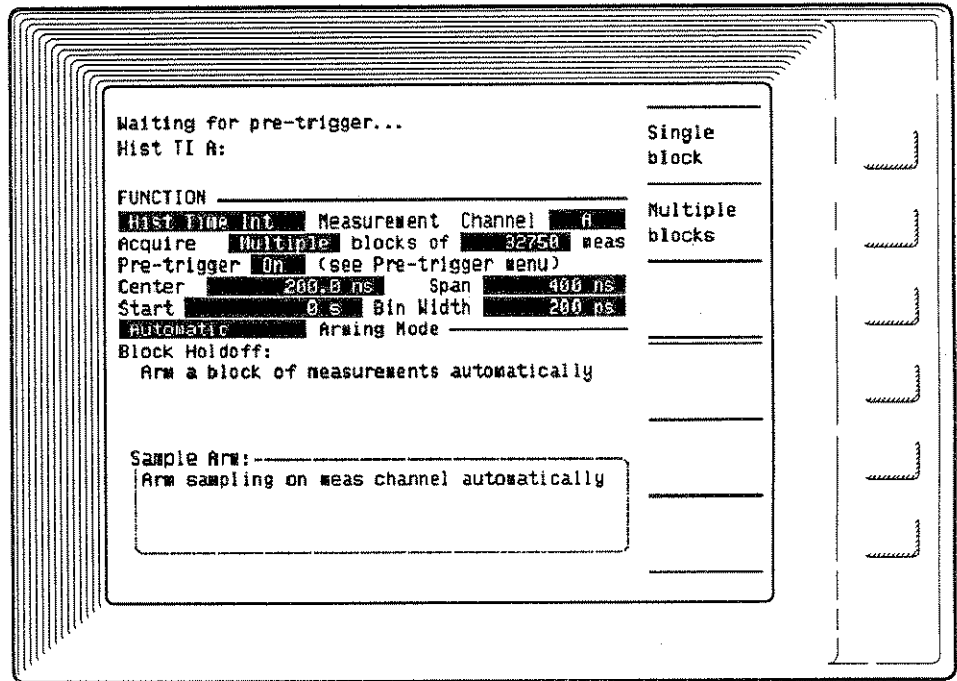 Waiting for pre-trigger...
Hist TI A:
FUNCTION
Hist Time Int Measurement Channel A
Acquire Multiple blocks of 32750 meas
Pre-trigger On (see Pre-trigger menu)
Center 200.0 ns Span 400 ns
Start 0 s Bin Width 200 ps
Automatic Arming Mode
Block Holdoff:
Arm a block of measurements automatically
Sample Arm:
Arm sampling on meas channel automatically
Single
block
Multiple
blocks